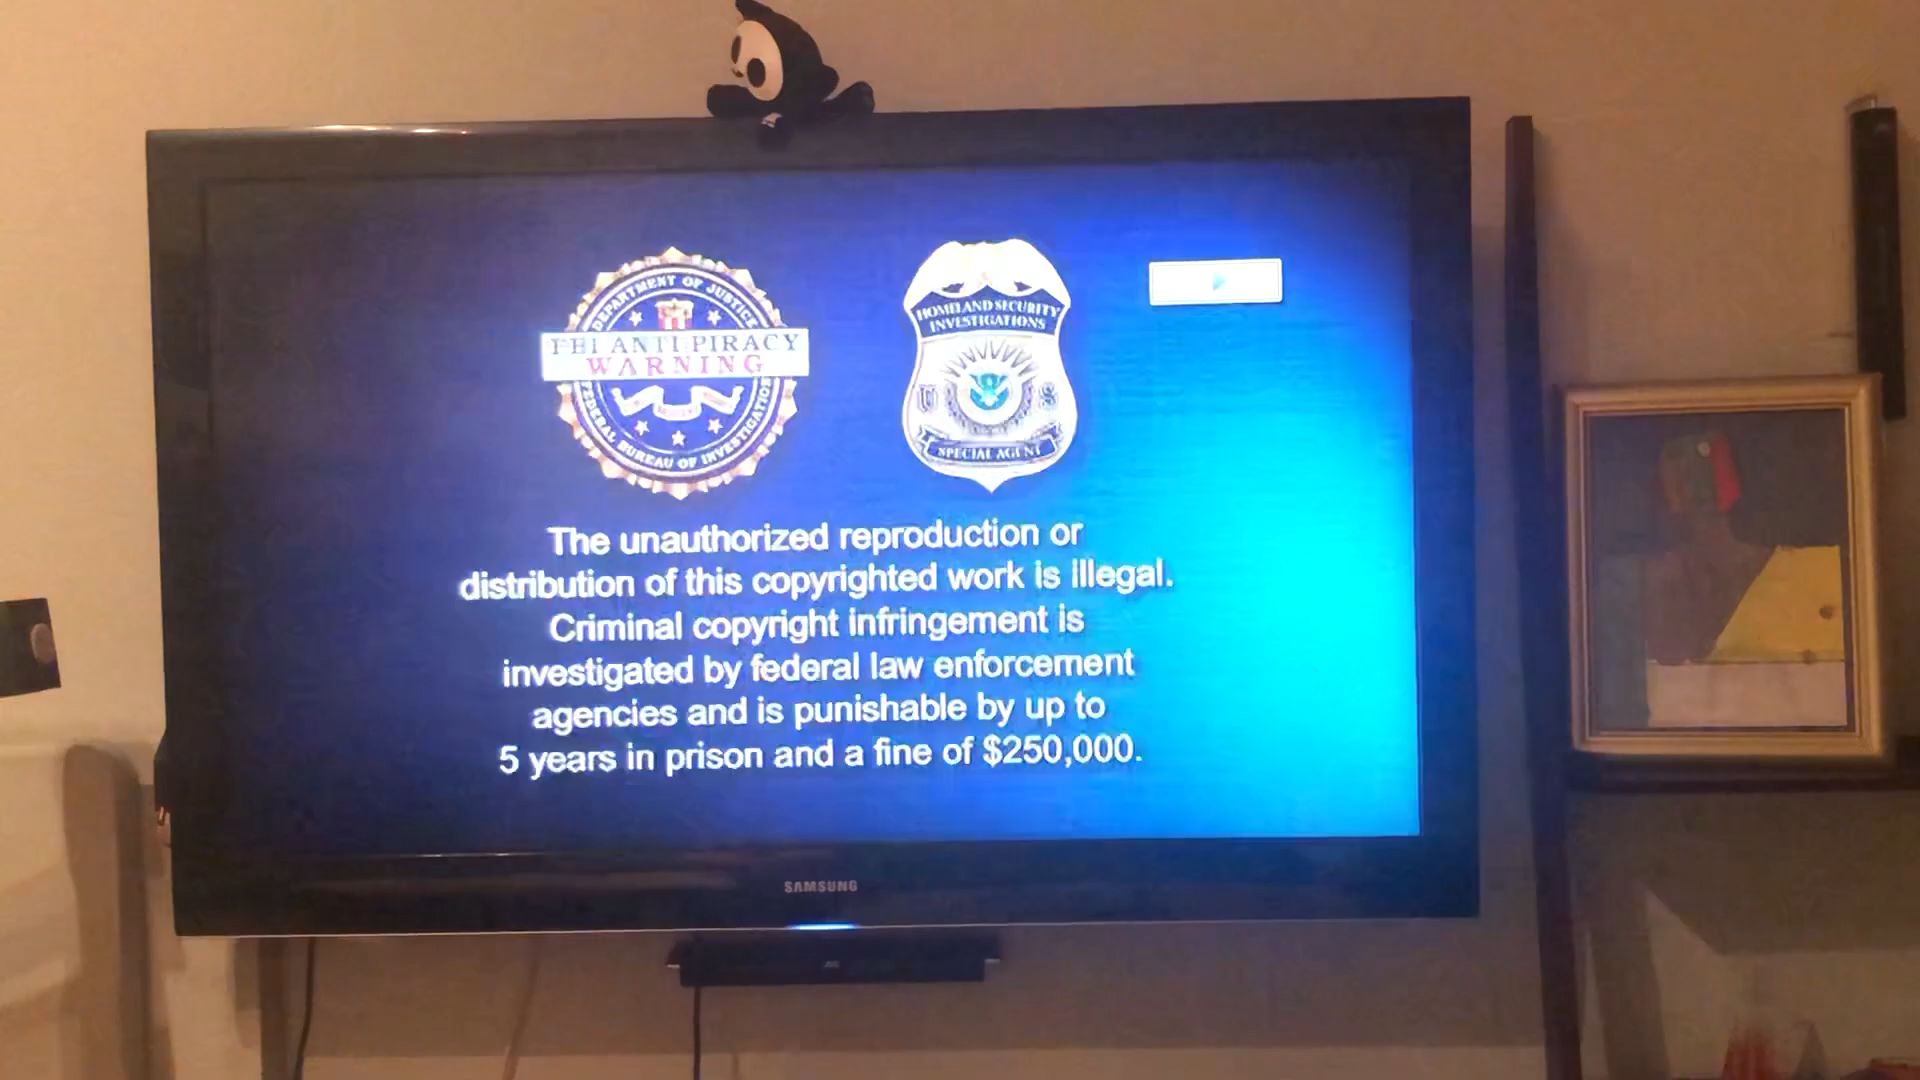 DEPARTMENT OF JUSTICE
FBI ANTI-PIRACY
WARNING
FEDERAL BUREAU OF INVESTIGATION
HOMELAND SECURITY
INVESTIGATIONS
U S
SPECIAL AGENT
The unauthorized reproduction or
distribution of this copyrighted work is illegal.
Criminal copyright infringement is
investigated by federal law enforcement
agencies and is punishable by up to
5 years in prison and a fine of $250,000.
SAMSUNG